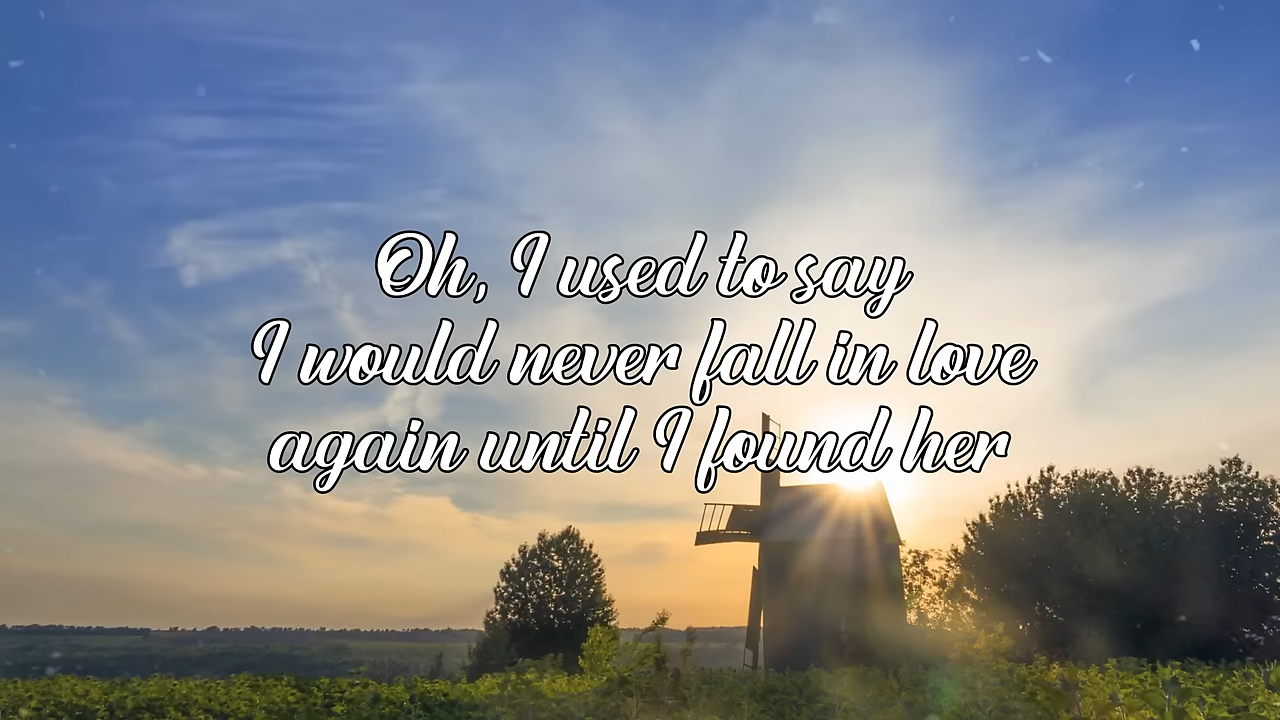 Oh, I used to say
I would never fall in love
again until I found her